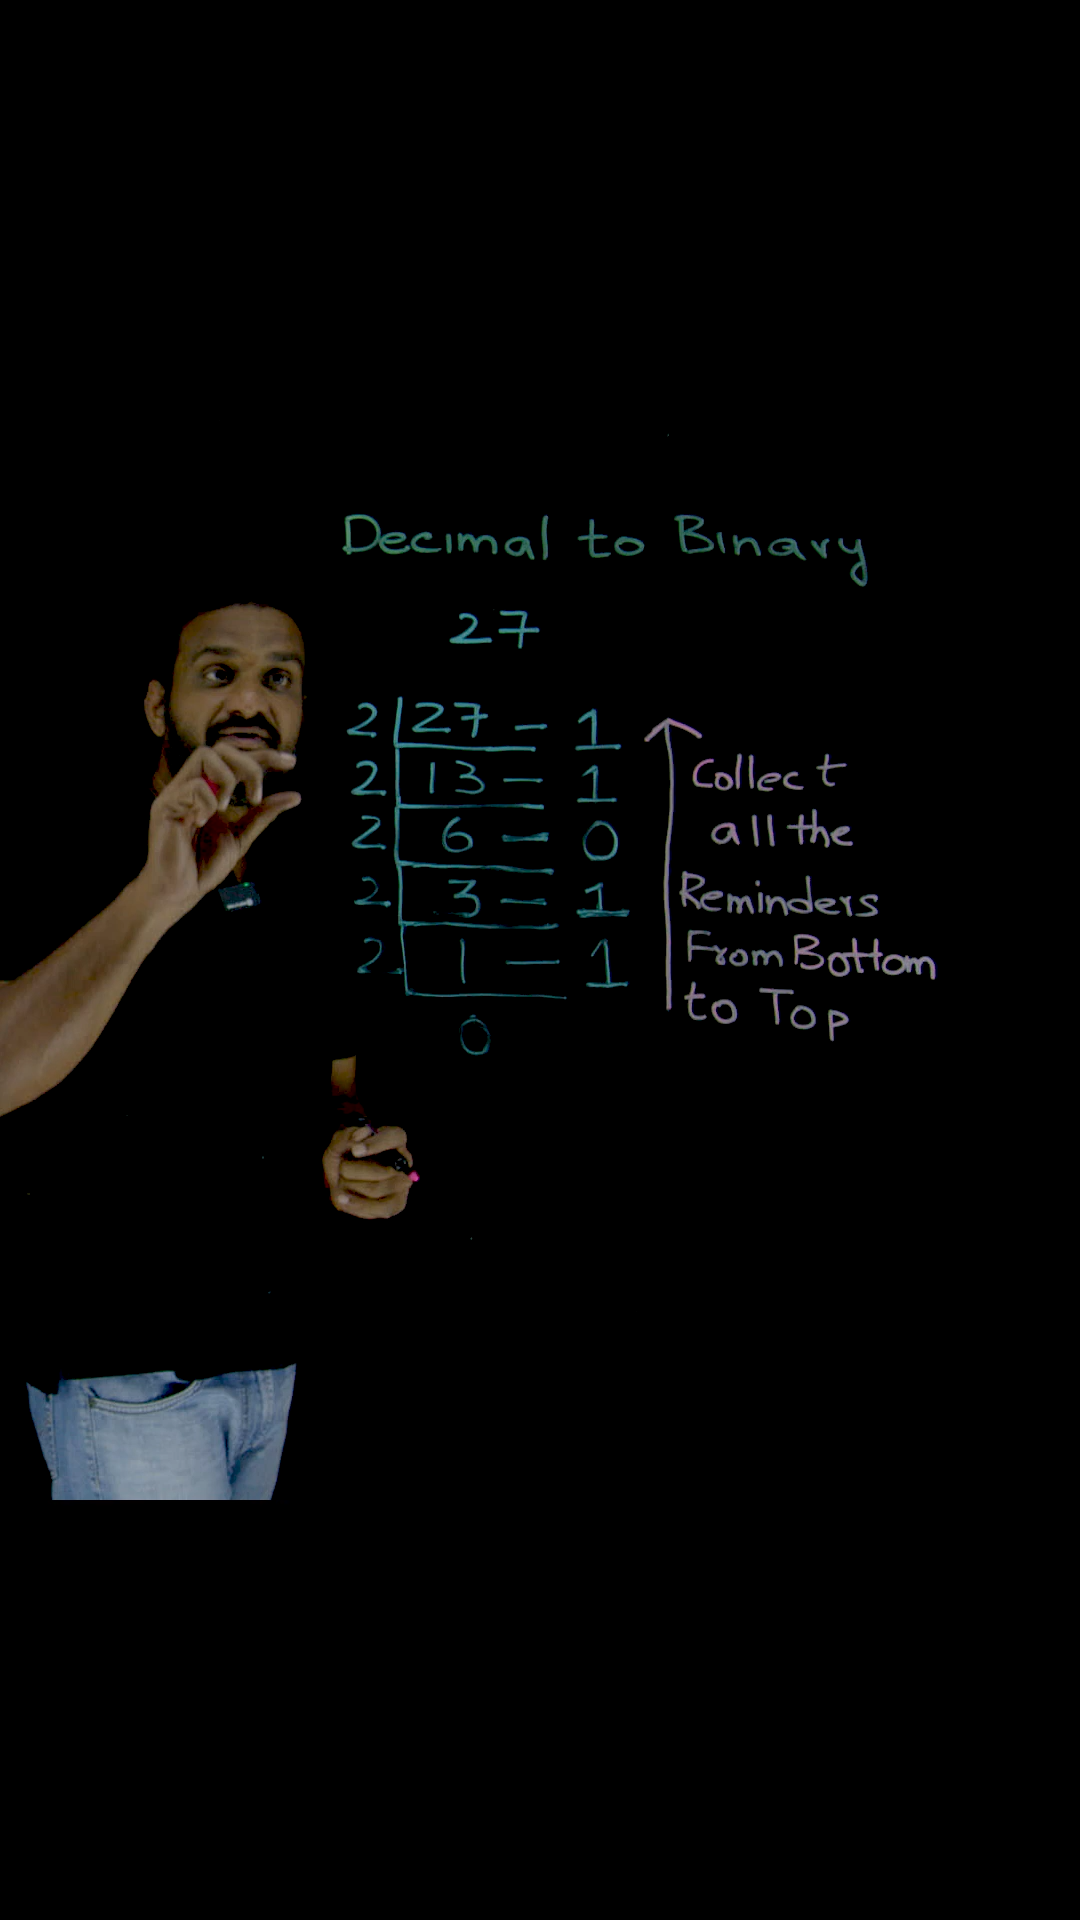 Decimal to Binary
27
2 27 - 1
2 13 - 1
2 6 - 0
2 3 - 1
2 1 - 1
0
Collect
all the
Reminders
From Bottom
to Top